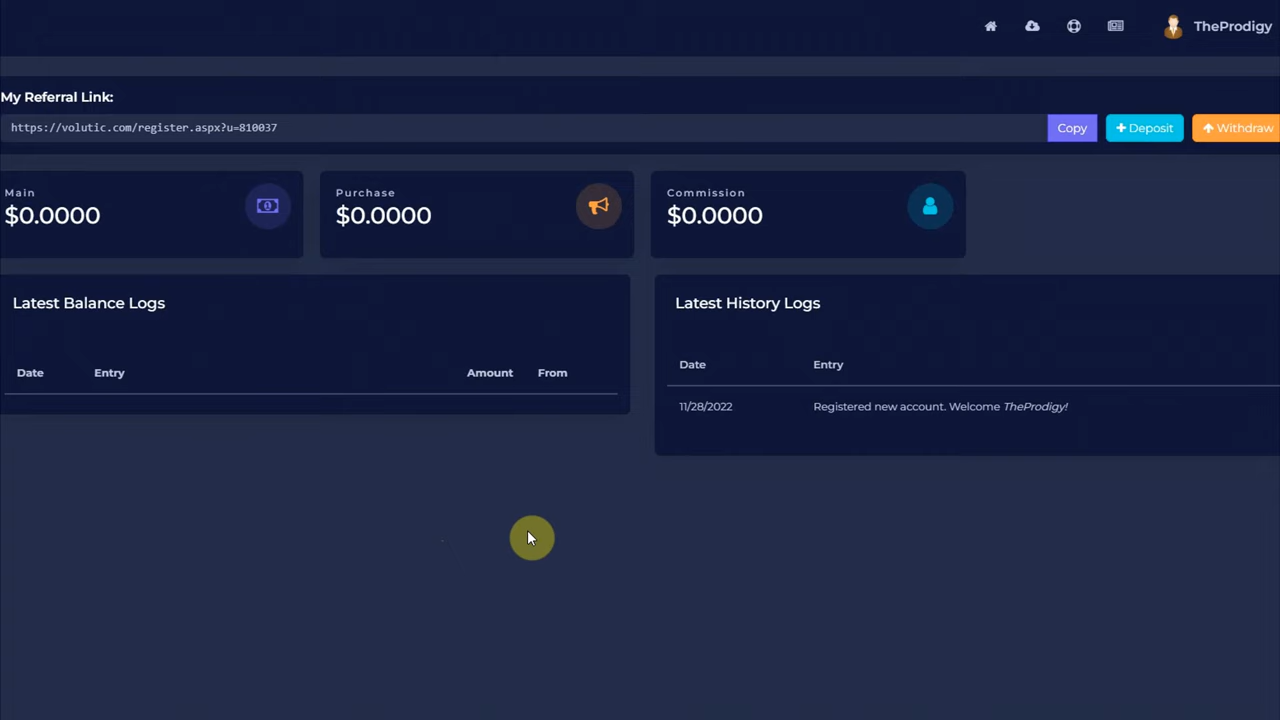 TheProdigy
My Referral Link:
https://volutic.com/register.aspx?u=810037
Copy
Deposit
Withdraw
Main
$0.0000
Purchase
$0.0000
Commission
$0.0000
Latest Balance Logs
Date Entry Amount From
Latest History Logs
Date Entry
11/28/2022 Registered new account. Welcome TheProdigy!